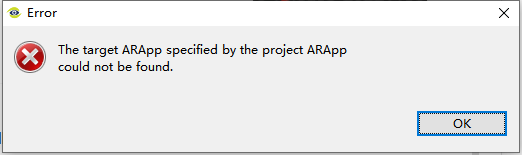 Error
The target ARApp specified by the project ARApp
could not be found.
OK